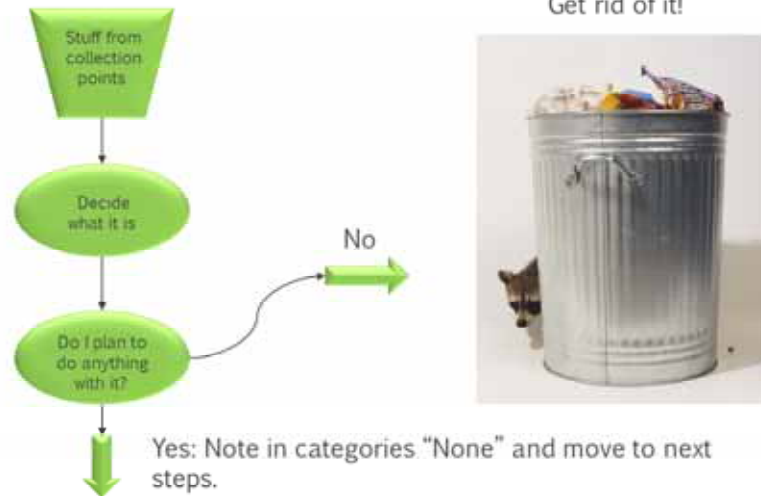 Get rid of it!
Stuff from
collection
points
Decide
what it is
No
Do I plan to
do anything
with it?
Yes: Note in categories “None” and move to next
steps.